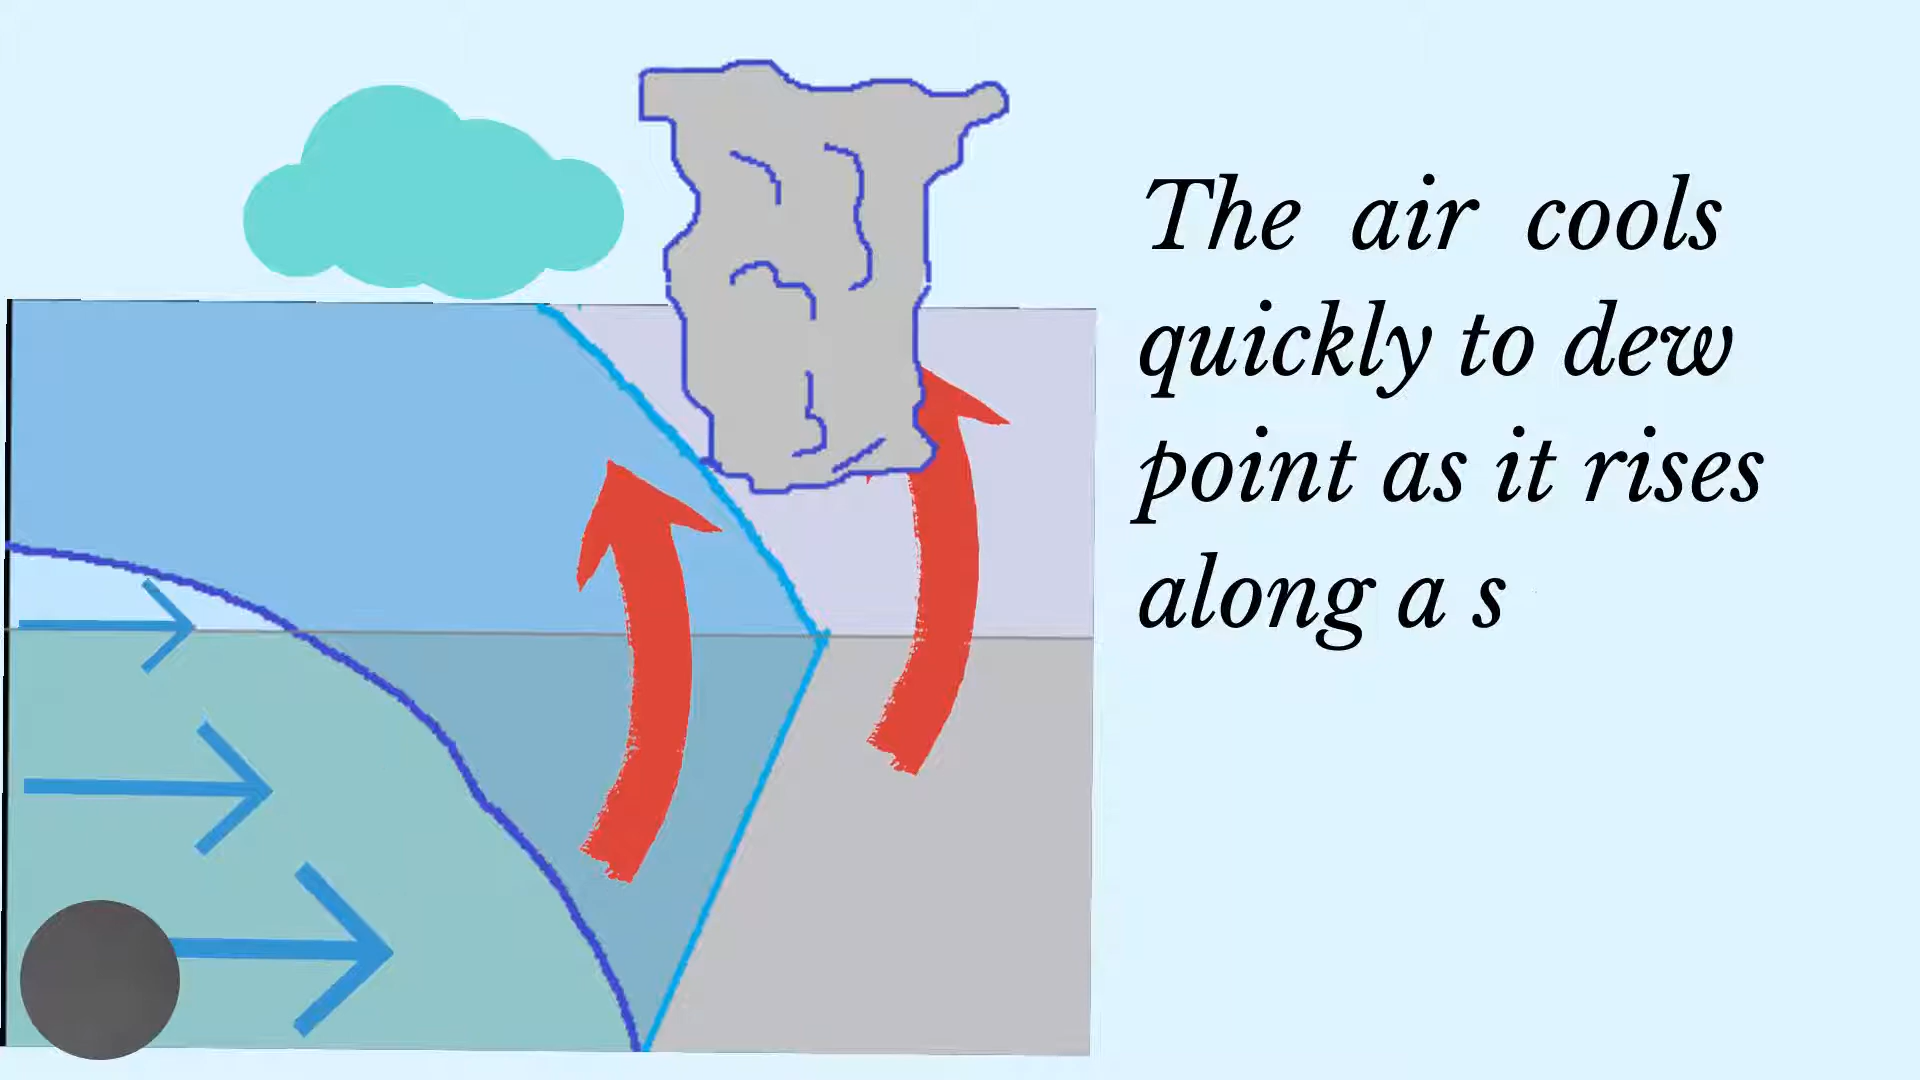 The air cools
quickly to dew
point as it rises
along a s